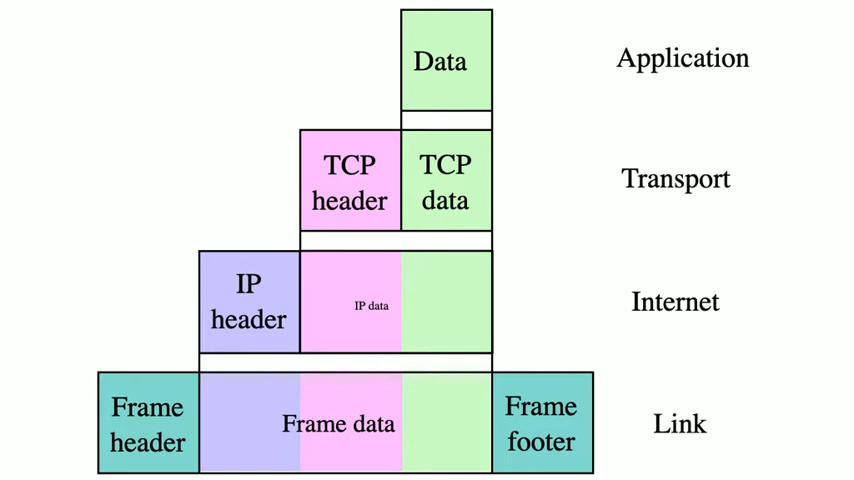 Data
Application
TCP
header
TCP
data
Transport
IP
header
IP data
Internet
Frame
header
Frame data
Frame
footer
Link